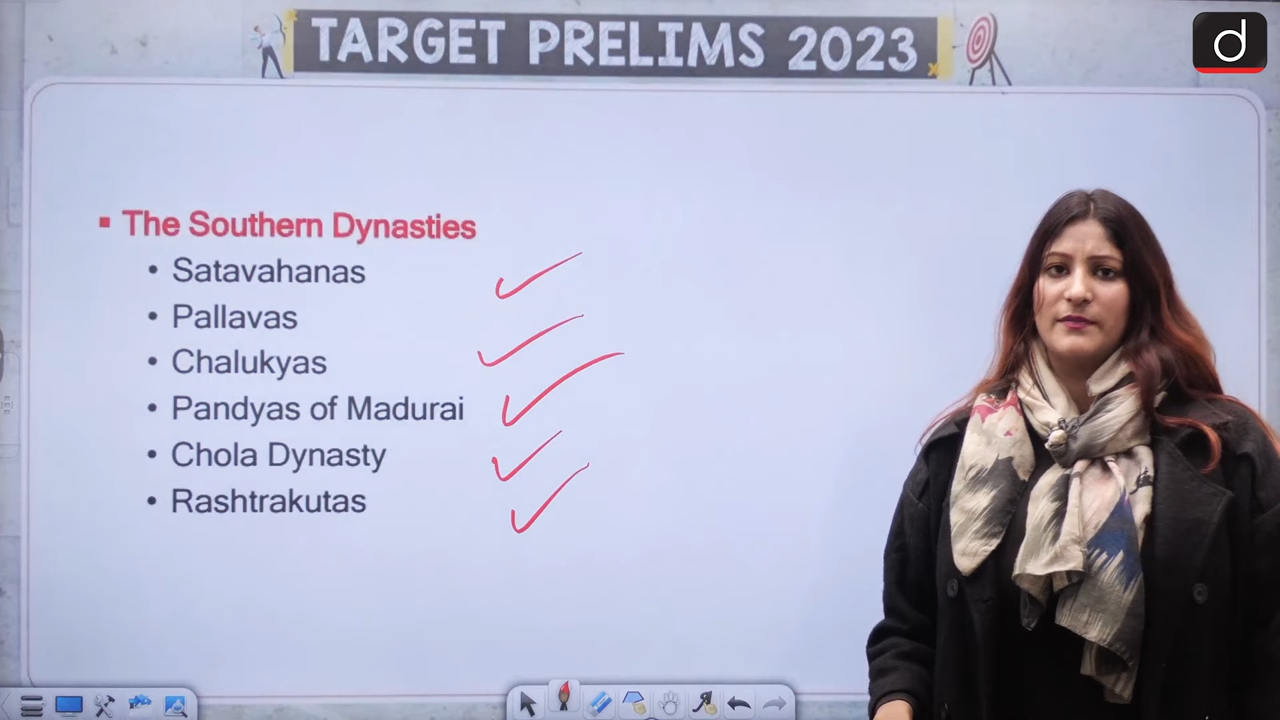 TARGET PRELIMS 2023
d
The Southern Dynasties
• Satavahanas
• Pallavas
• Chalukyas
• Pandyas of Madurai
• Chola Dynasty
• Rashtrakutas